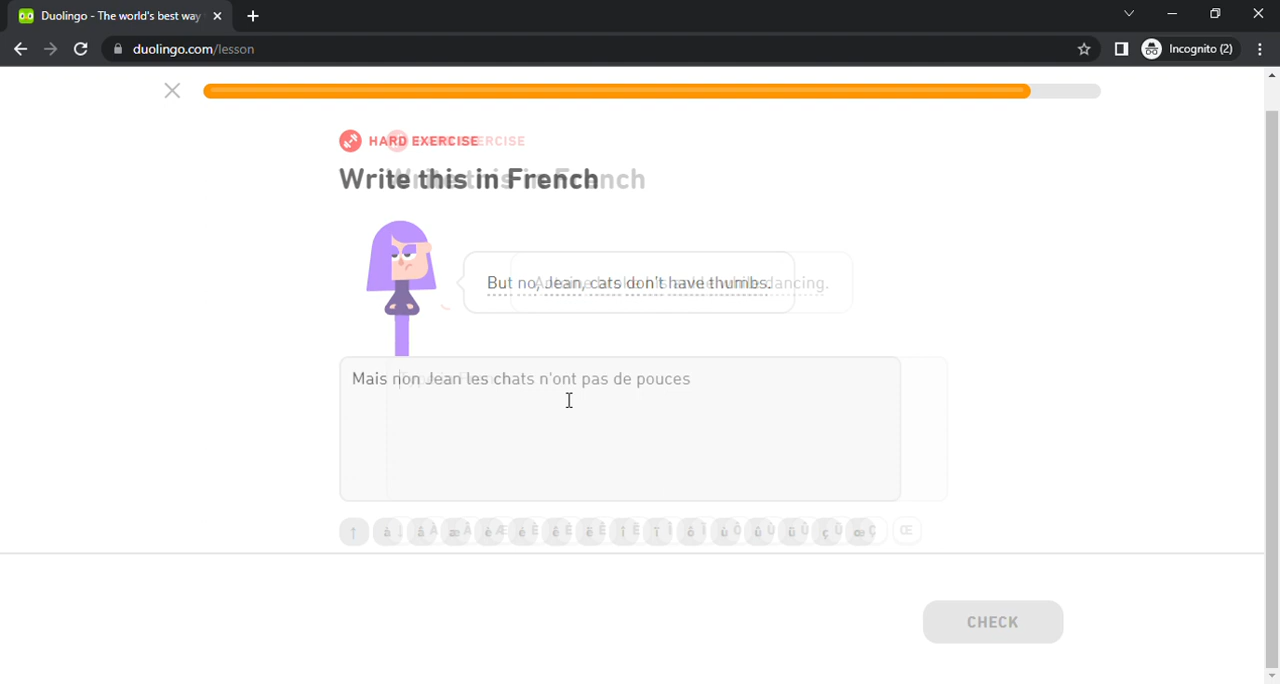 Duolingo - The world's best way
duolingo.com/lesson
Incognito (2)
HARD EXERCISE
Write this in French
But no, Jean, cats don't have thumbs.
dancing.
Mais non Jean les chats n'ont pas de pouces
↑ à â æ è é ê ë î ï ô ù û ü ç œ Œ
CHECK